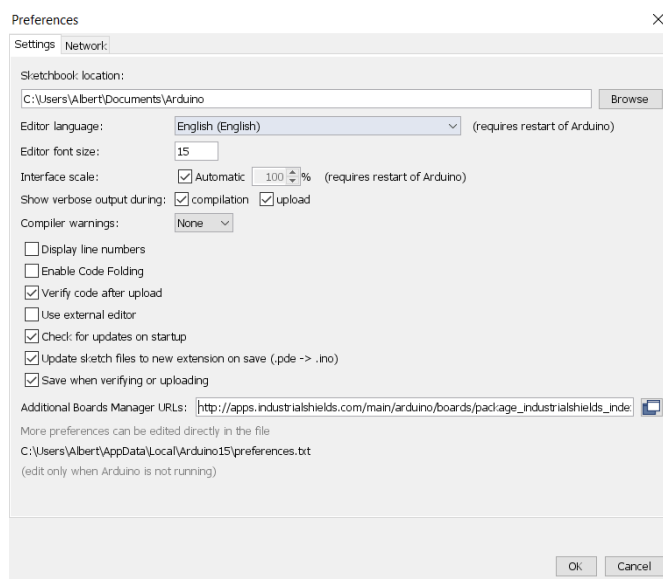 Preferences
Settings Network
Sketchbook location:
C:\Users\Albert\Documents\Arduino Browse
Editor language: English (English) (requires restart of Arduino)
Editor font size: 15
Interface scale: Automatic 100 % (requires restart of Arduino)
Show verbose output during: compilation upload
Compiler warnings: None
Display line numbers
Enable Code Folding
Verify code after upload
Use external editor
Check for updates on startup
Update sketch files to new extension on save (.pde -> .ino)
Save when verifying or uploading
Additional Boards Manager URLs: http://apps.industrialshields.com/main/arduino/boards/package_industrialshields_inde
More preferences can be edited directly in the file
C:\Users\Albert\AppData\Local\Arduino15\preferences.txt
(edit only when Arduino is not running)
OK Cancel